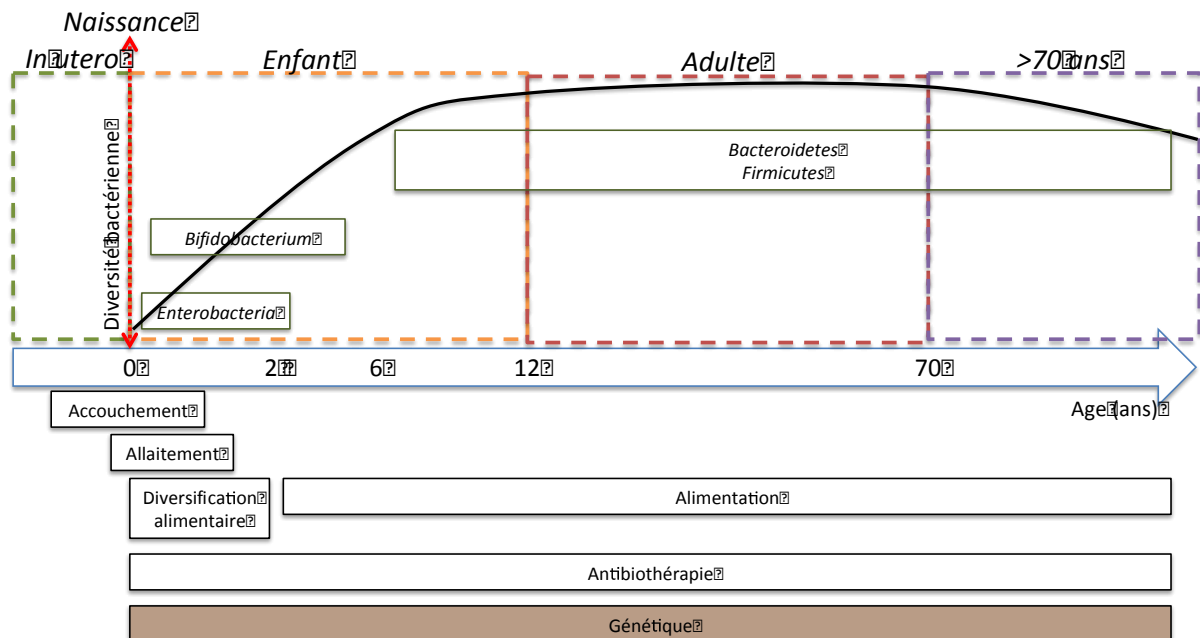 Naissance
In utero
Enfant
Adulte
>70 ans
Diversité bactérienne
Bacteroidetes
Firmicutes
Bifidobacterium
Enterobacteria
0
2
6
12
70
Age (ans)
Accouchement
Allaitement
Diversification
alimentaire
Alimentation
Antibiothérapie
Génétique